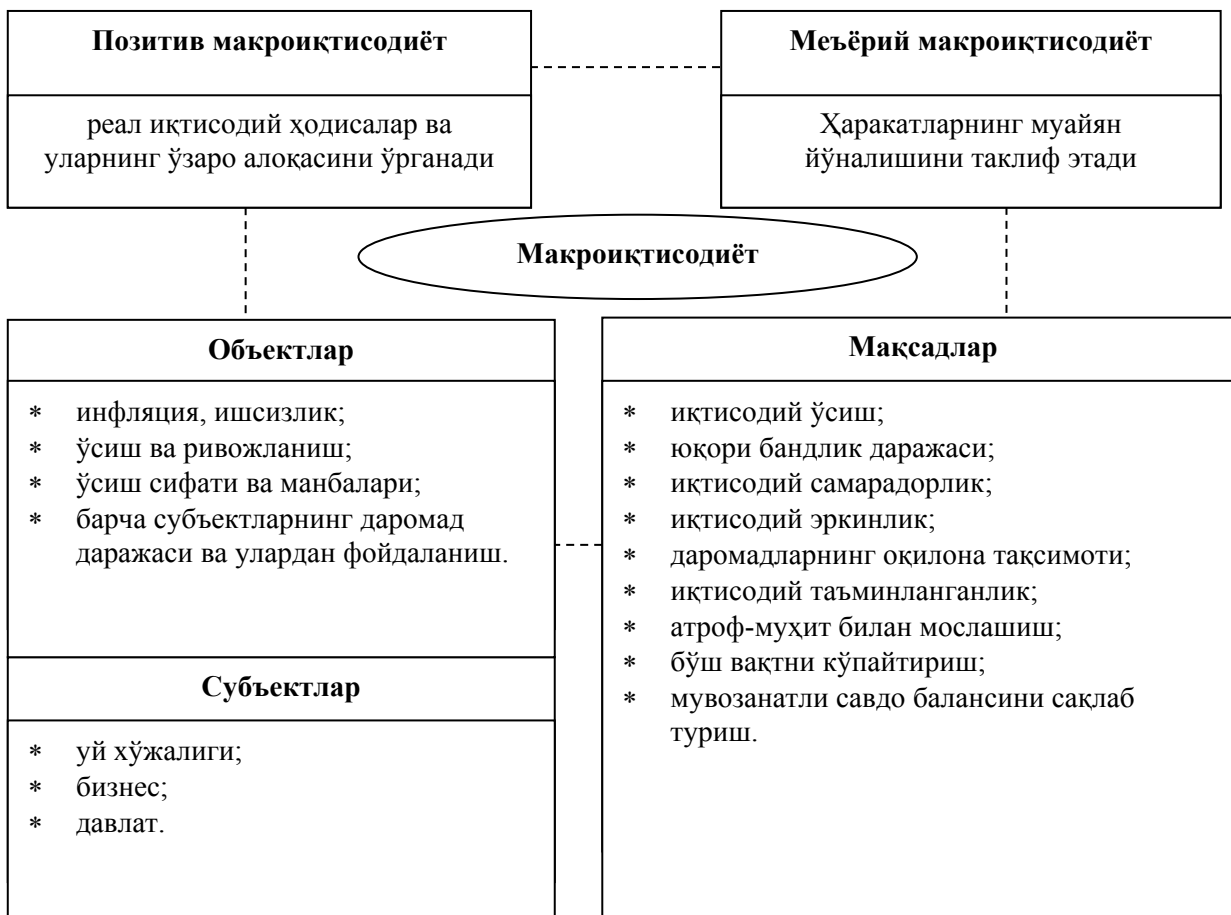 Позитив макроиқтисодиёт
реал иқтисодий ҳодисалар ва
уларнинг ўзаро алоқасини ўрганади
Меъёрий макроиқтисодиёт
Ҳаракатларнинг муайян
йўналишини таклиф этади
Макроиқтисодиёт
Объектлар
* инфляция, ишсизлик;
* ўсиш ва ривожланиш;
* ўсиш сифати ва манбалари;
* барча субъектларнинг даромад
даражаси ва улардан фойдаланиш.
Субъектлар
* уй хўжалиги;
* бизнес;
* давлат.
Мақсадлар
* иқтисодий ўсиш;
* юқори бандлик даражаси;
* иқтисодий самарадорлик;
* иқтисодий эркинлик;
* даромадларнинг оқилона тақсимоти;
* иқтисодий таъминланганлик;
* атроф-муҳит билан мослашиш;
* бўш вақтни кўпайтириш;
* мувозанатли савдо балансини сақлаб
туриш.